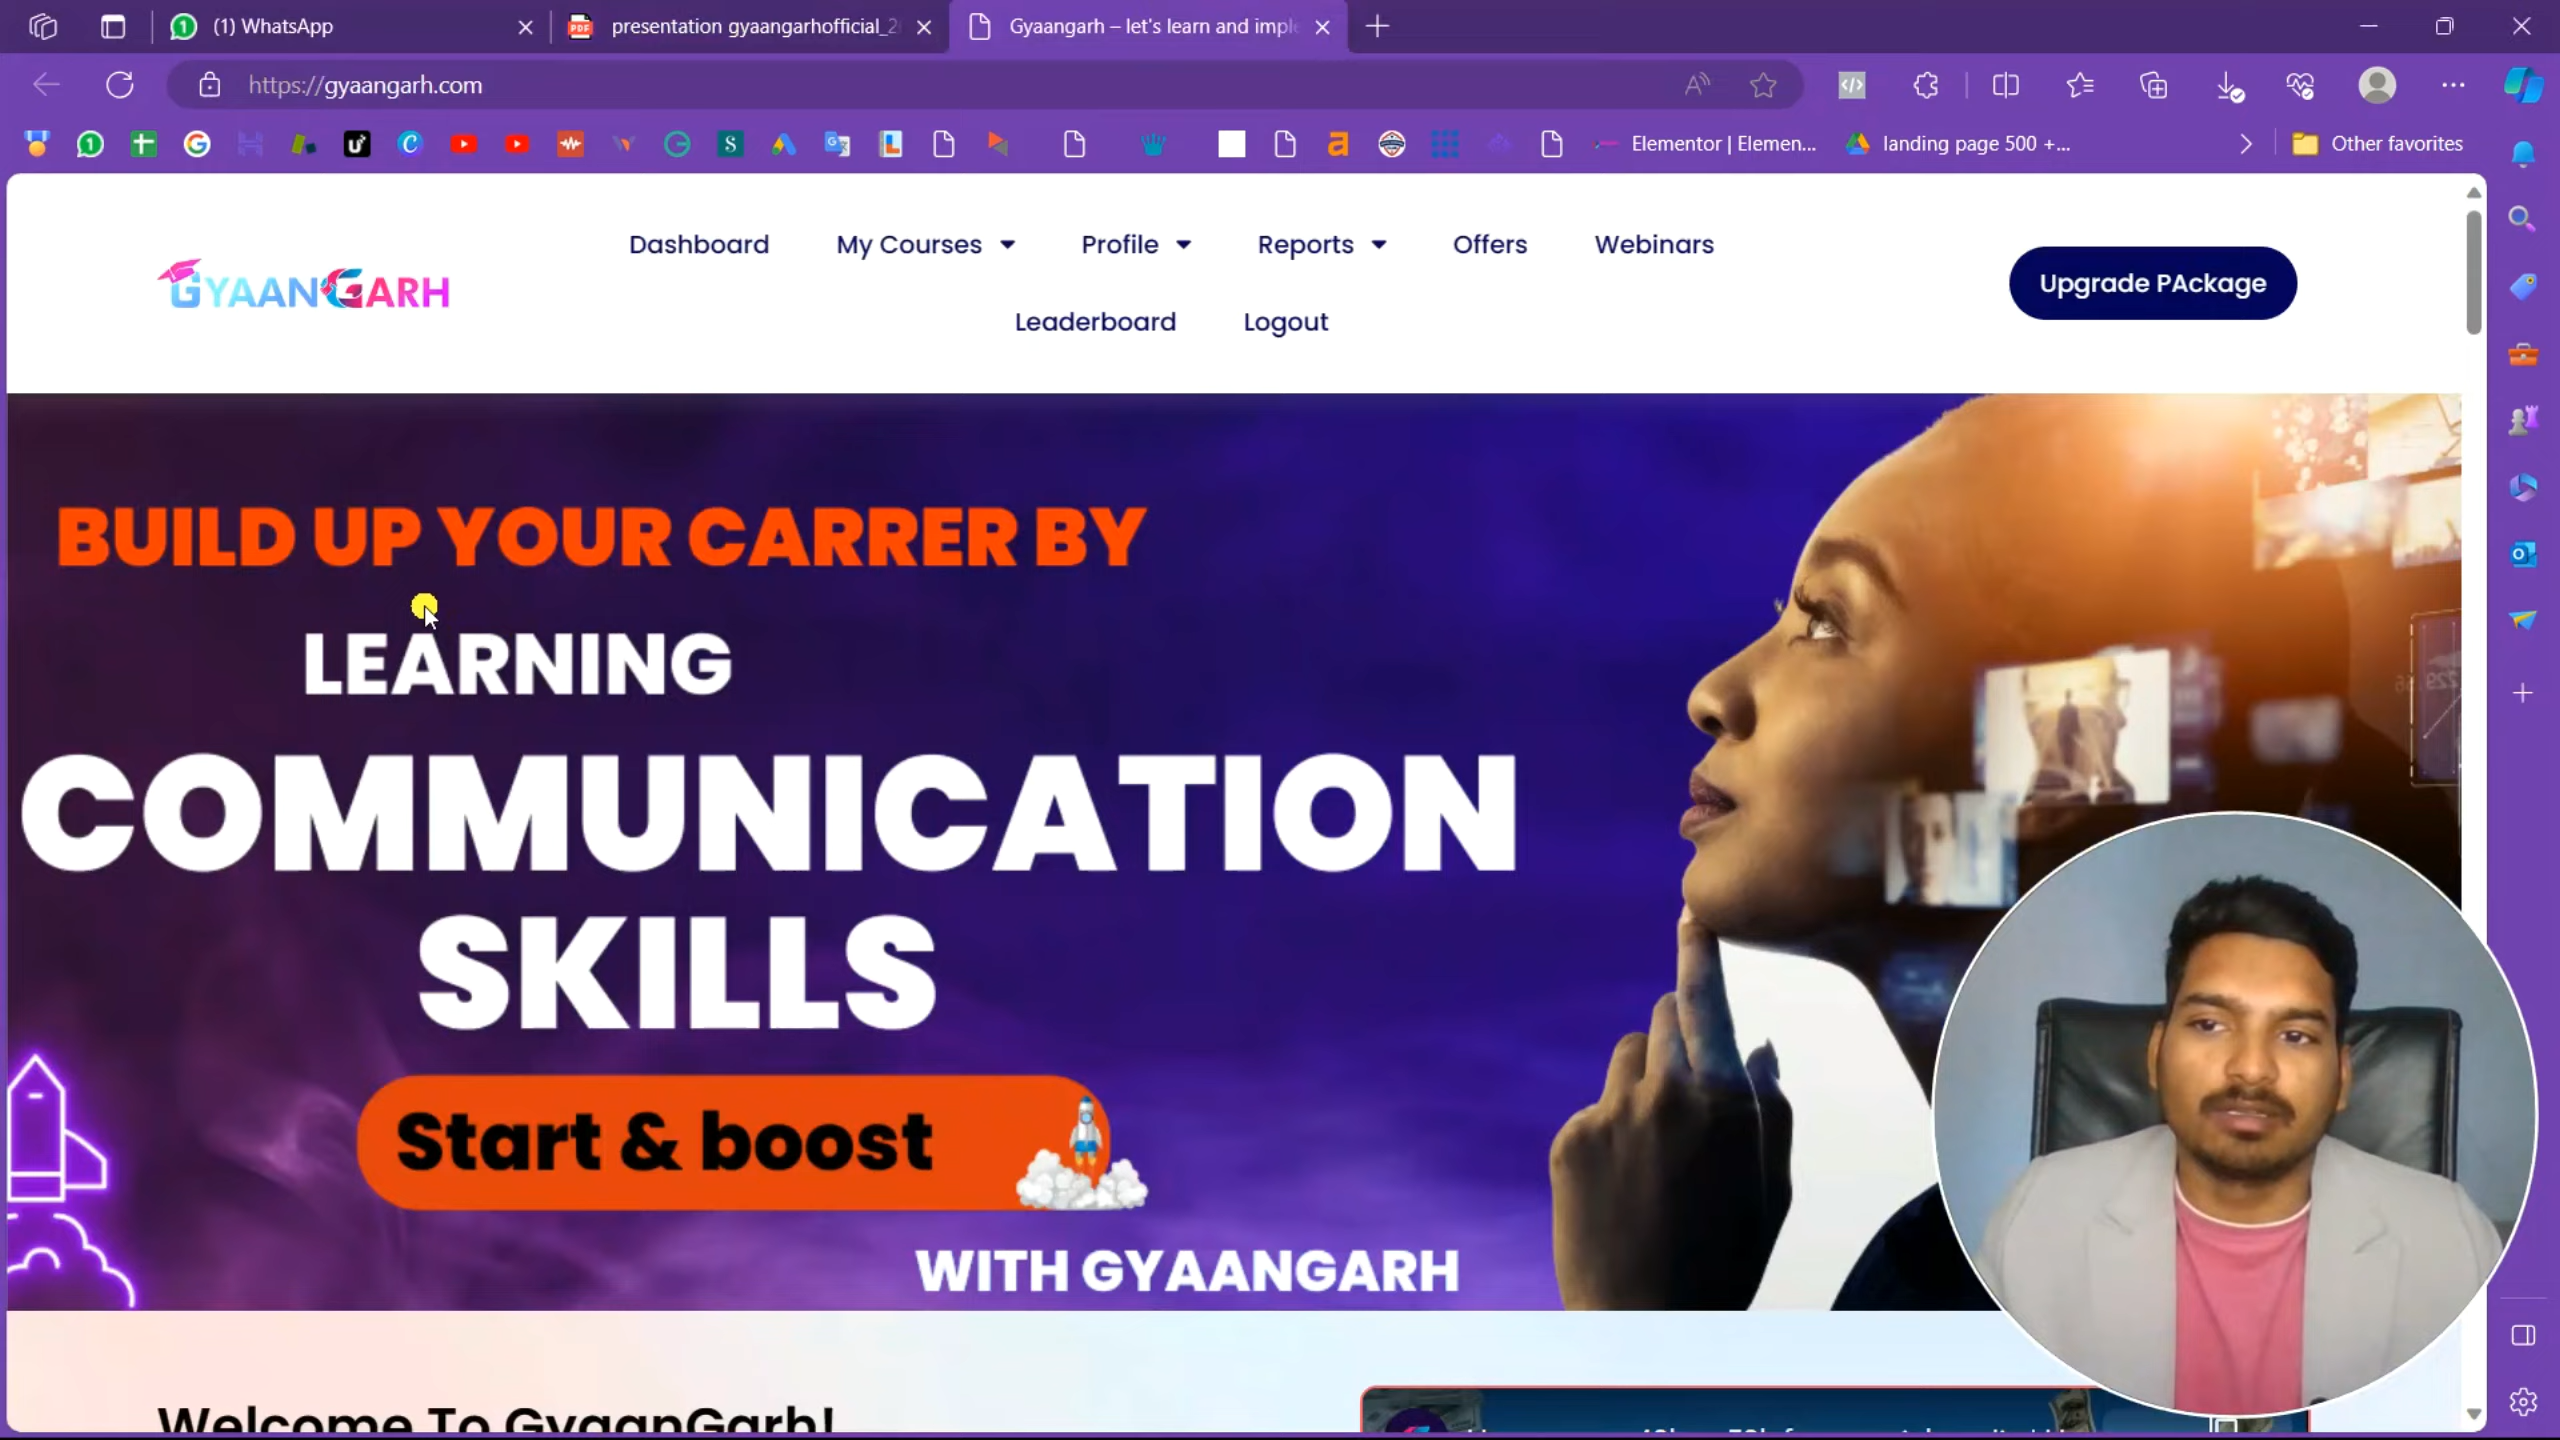 (1) WhatsApp
presentation gyaangarhofficial_2
Gyaangarh – let's learn and imple
https://gyaangarh.com
Elementor | Elemen...
landing page 500 +...
Other favorites
GYAANGARH
Dashboard
My Courses
Profile
Reports
Offers
Webinars
Leaderboard
Logout
Upgrade PAckage
BUILD UP YOUR CARRER BY
LEARNING
COMMUNICATION
SKILLS
Start & boost
WITH GYAANGARH
Welcome To GyaanGarh!